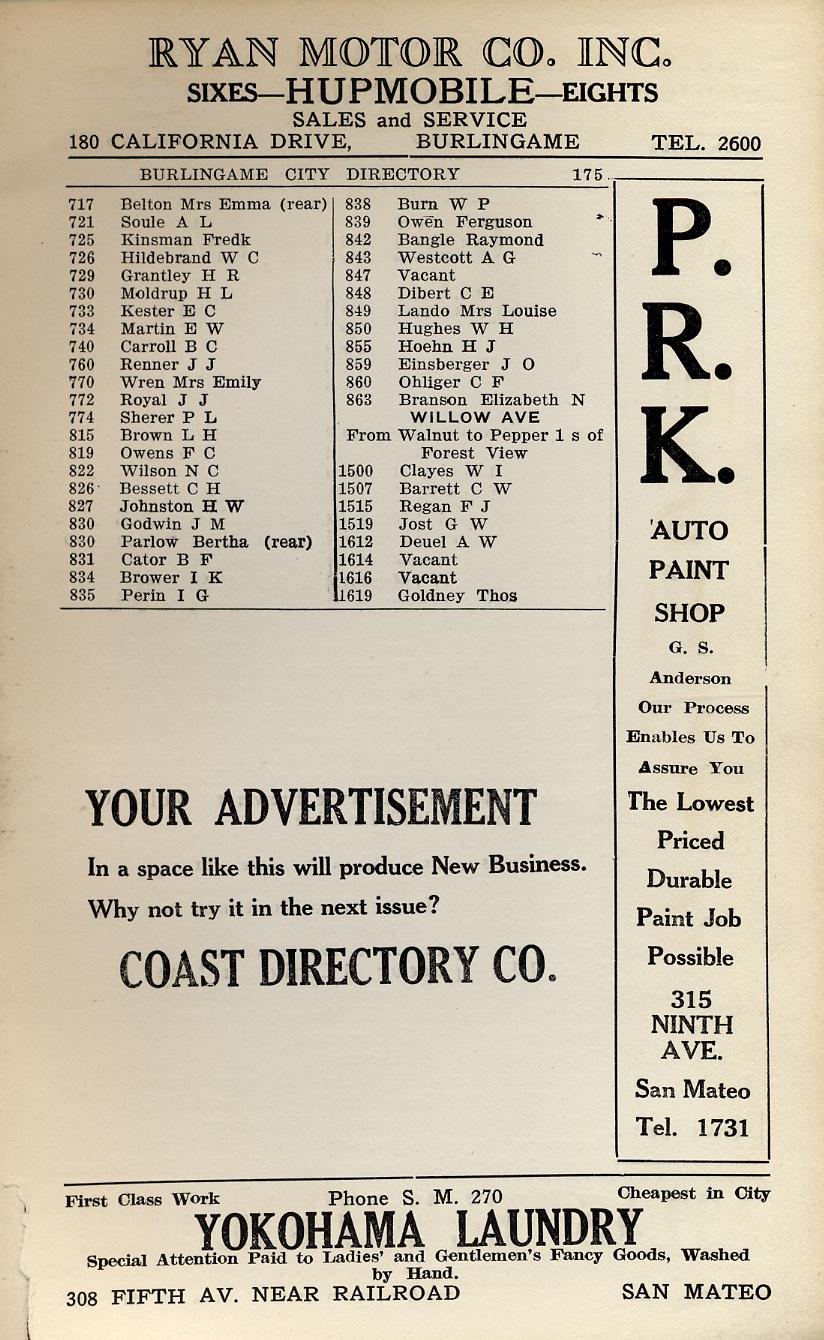 RYAN MOTOR CO. INC.
SIXES—HUPMOBILE—EIGHTS
SALES and SERVICE
180 CALIFORNIA DRIVE, BURLINGAME TEL. 2600
BURLINGAME CITY DIRECTORY 175
717 Belton Mrs Emma (rear)
721 Soule A L
725 Kinsman Fredk
726 Hildebrand W C
729 Grantley H R
730 Moldrup H L
733 Kester E C
734 Martin E W
740 Carroll B C
760 Renner J J
770 Wren Mrs Emily
772 Royal J J
774 Sherer P L
815 Brown L H
819 Owens F C
822 Wilson N C
826 Bessett C H
827 Johnston H W
830 Godwin J M
830 Parlow Bertha (rear)
831 Cator B F
834 Brower I K
835 Perin I G
838 Burn W P
839 Owen Ferguson
842 Bangle Raymond
843 Westcott A G
847 Vacant
848 Dibert C E
849 Lando Mrs Louise
850 Hughes W H
855 Hoehn H J
859 Einsberger J O
860 Ohliger C F
863 Branson Elizabeth N
WILLOW AVE
From Walnut to Pepper 1 s of
Forest View
1500 Clayes W I
1507 Barrett C W
1515 Regan F J
1519 Jost G W
1612 Deuel A W
1614 Vacant
1616 Vacant
1619 Goldney Thos
P.
R.
K.
AUTO
PAINT
SHOP
G. S.
Anderson
Our Process
Enables Us To
Assure You
The Lowest
Priced
Durable
Paint Job
Possible
315
NINTH
AVE.
San Mateo
Tel. 1731
YOUR ADVERTISEMENT
In a space like this will produce New Business.
Why not try it in the next issue?
COAST DIRECTORY CO.
First Class Work Phone S. M. 270 Cheapest in City
YOKOHAMA LAUNDRY
Special Attention Paid to Ladies' and Gentlemen's Fancy Goods, Washed
by Hand.
308 FIFTH AV. NEAR RAILROAD SAN MATEO